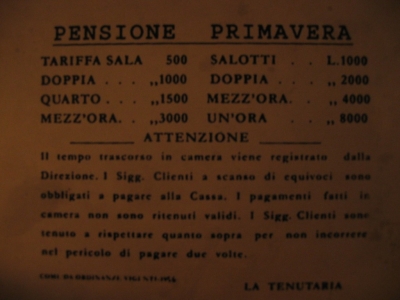 PENSIONE PRIMAVERA
TARIFFA SALA 500 SALOTTI . . L.1000
DOPPIA . . . ,,1000 DOPPIA . . ,, 2000
QUARTO . . ,,1500 MEZZ'ORA. ,, 4000
MEZZ'ORA. . ,,3000 UN'ORA ,, 8000
ATTENZIONE
Il tempo trascorso in camera viene registrato dalla
Direzione. I Sigg. Clienti a scanso di equivoci sono
obbligati a pagare alla Cassa. I pagamenti fatti in
camera non sono ritenuti validi. I Sigg. Clienti sono
tenuto a rispettare quanto sopra per non incorrere
nel pericolo di pagare due volte.
LA TENUTARIA